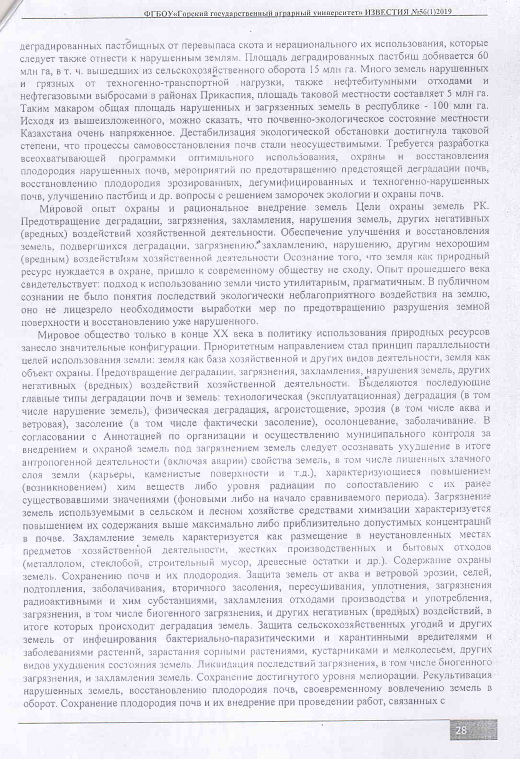 ФГБОУ«Горский государственный аграрный университет» ИЗВЕСТИЯ №56(1)2019
деградированных пастбищных от перевыпаса скота и нерационального их использования, которые
следует также отнести к нарушенным землям. Площадь деградированных пастбищ добивается 60
млн га, в т. ч. вышедших из сельскохозяйственного оборота 15 млн га. Много земель нарушенных
и грязных от техногенно-транспортной нагрузки, также нефтебитумными отходами и
нефтегазовыми выбросами в районах Прикаспия, площадь таковой местности составляет 5 млн га.
Таким макаром общая площадь нарушенных и загрязненных земель в республике - 100 млн га.
Исходя из вышеизложенного, можно сказать, что почвенно-экологическое состояние местности
Казахстана очень напряженное. Дестабилизация экологической обстановки достигнула таковой
степени, что процессы самовосстановления почв стали неосуществимыми. Требуется разработка
всеохватывающей программки оптимального использования, охраны и восстановления
плодородия нарушенных почв, мероприятий по предотвращению предстоящей деградации почв,
восстановлению плодородия эрозированных, дегумифицированных и техногенно-нарушенных
почв, улучшению пастбищ и др. вопросы с решением заморочек экологии и охраны почв.
Мировой опыт охраны и рациональное внедрение земель Цели охраны земель РК.
Предотвращение деградации, загрязнения, захламления, нарушения земель, других негативных
(вредных) воздействий хозяйственной деятельности. Обеспечение улучшения и восстановления
земель, подвергшихся деградации, загрязнению, захламлению, нарушению, другим нехорошим
(вредным) воздействиям хозяйственной деятельности Осознание того, что земля как природный
ресурс нуждается в охране, пришло к современному обществу не сходу. Опыт прошедшего века
свидетельствует: подход к использованию земли чисто утилитарным, прагматичным. В публичном
сознании не было понятия последствий экологически неблагоприятного воздействия на землю,
оно не лицезрело необходимости выработки мер по предотвращению разрушения земной
поверхности и восстановлению уже нарушенного.
Мировое общество только в конце XX века в политику использования природных ресурсов
занесло значительные конфигурации. Приоритетным направлением стал принцип параллельности
целей использования земли: земля как база хозяйственной и других видов деятельности, земля как
объект охраны. Предотвращение деградации, загрязнения, захламления, нарушения земель, других
негативных (вредных) воздействий хозяйственной деятельности. Выделяются последующие
главные типы деградации почв и земель: технологическая (эксплуатационная) деградация (в том
числе нарушение земель), физическая деградация, агроистощение, эрозия (в том числе аква и
ветровая), засоление (в том числе фактически засоление), осолонцевание, заболачивание. В
согласовании с Аннотацией по организации и осуществлению муниципального контроля за
внедрением и охраной земель под загрязнением земель следует осознавать ухудшение в итоге
антропогенной деятельности (включая аварии) свойства земель, в том числе лишенных злачного
слоя земли (карьеры, каменистые поверхности и т.д.), характеризующиеся повышением
(возникновением) хим веществ либо уровня радиации по сопоставлению с их ранее
существовавшими значениями (фоновыми либо на начало сравниваемого периода). Загрязнение
земель используемыми в сельском и лесном хозяйстве средствами химизации характеризуется
повышением их содержания выше максимально либо приблизительно допустимых концентраций
в почве. Захламление земель характеризуется как размещение в неустановленных местах
предметов хозяйственной деятельности, жестких производственных и бытовых отходов
(металлолом, стеклобой, строительный мусор, древесные остатки и др.). Содержание охраны
земель. Сохранению почв и их плодородия. Защита земель от аква и ветровой эрозии, селей,
подтопления, заболачивания, вторичного засоления, пересушивания, уплотнения, загрязнения
радиоактивными и хим субстанциями, захламления отходами производства и употребления,
загрязнения, в том числе биогенного загрязнения, и других негативных (вредных) воздействий, в
итоге которых происходит деградация земель. Защита сельскохозяйственных угодий и других
земель от инфецирования бактериально-паразитическими и карантинными вредителями и
заболеваниями растений, зарастания сорными растениями, кустарниками и мелколесьем, других
видов ухудшения состояния земель. Ликвидация последствий загрязнения, в том числе биогенного
загрязнения, и захламления земель. Сохранение достигнутого уровня мелиорации. Рекультивация
нарушенных земель, восстановлению плодородия почв, своевременному вовлечению земель в
оборот. Сохранение плодородия почв и их внедрении при проведении работ, связанных с
28